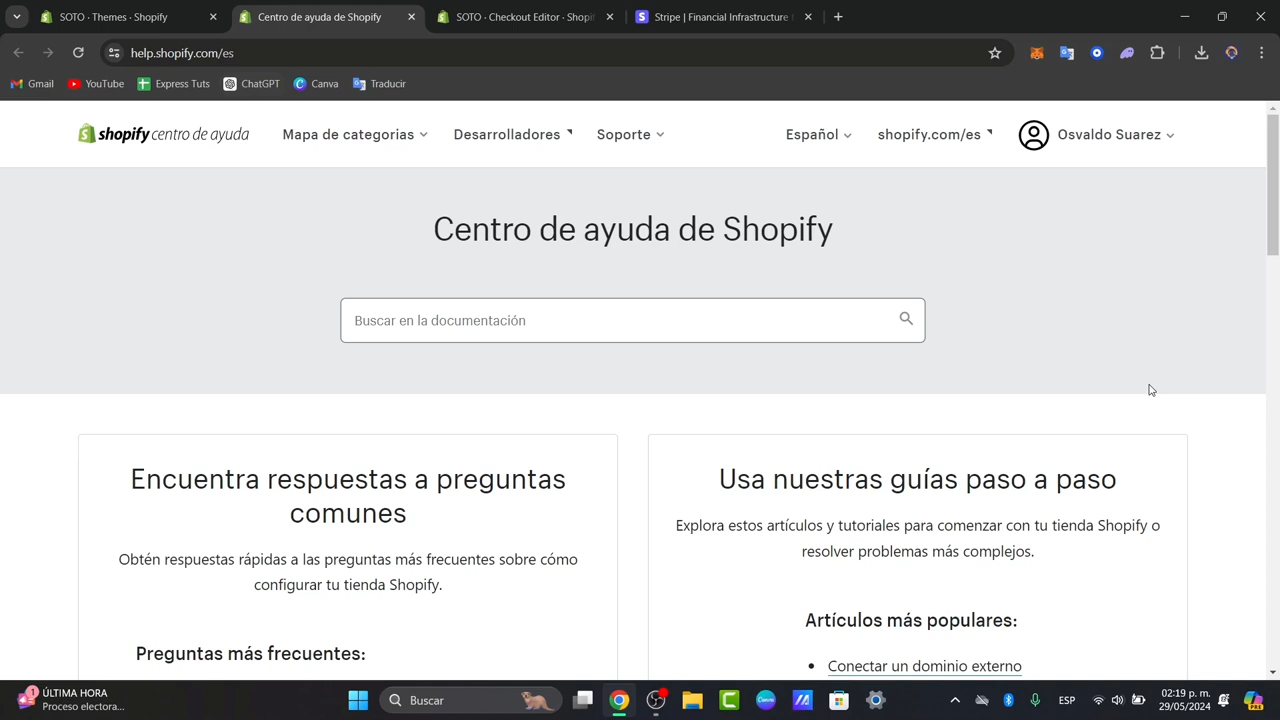 SOTO · Themes · Shopify
Centro de ayuda de Shopify
SOTO · Checkout Editor · Shopif
Stripe | Financial Infrastructure
help.shopify.com/es
Gmail
YouTube
Express Tuts
ChatGPT
Canva
Traducir
shopify centro de ayuda
Mapa de categorias
Desarrolladores
Soporte
Español
shopify.com/es
Osvaldo Suarez
Centro de ayuda de Shopify
Buscar en la documentación
Encuentra respuestas a preguntas
comunes
Obtén respuestas rápidas a las preguntas más frecuentes sobre cómo
configurar tu tienda Shopify.
Preguntas más frecuentes:
Usa nuestras guías paso a paso
Explora estos artículos y tutoriales para comenzar con tu tienda Shopify o
resolver problemas más complejos.
Artículos más populares:
Conectar un dominio externo
1
ÚLTIMA HORA
Proceso electora...
Buscar
ESP
02:19 p. m.
29/05/2024